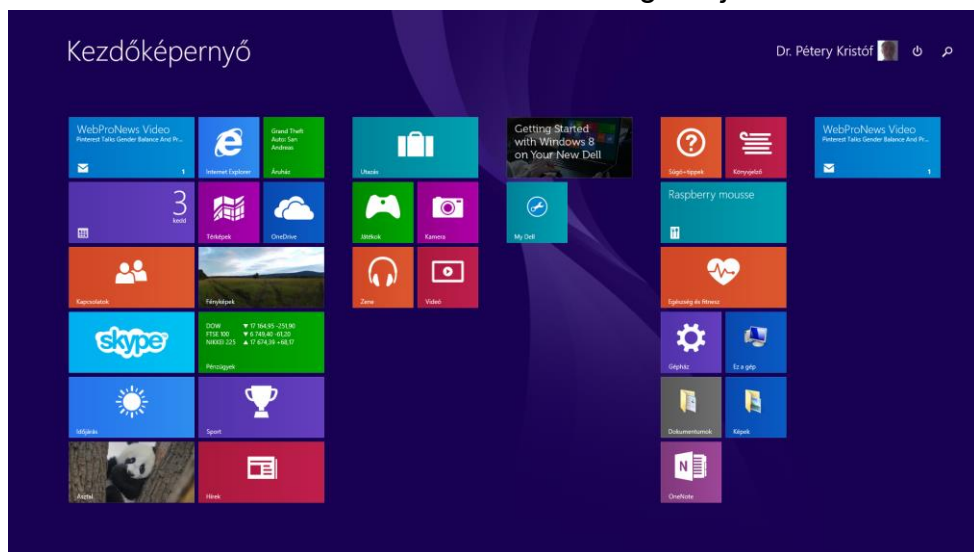 Kezdőképernyő
Dr. Pétery Kristóf
WebProNews Video
Pinterest Talks Gender Balance And Pr...
1
Internet Explorer
Grand Theft
Auto: San
Andreas
Áruház
3
kedd
Térképek
OneDrive
Kapcsolatok
Fényképek
skype
DOW ▼ 17 164,95 -251,90
FTSE 100 ▼ 6 749,40 -61,20
NIKKEI 225 ▲ 17 674,39 +68,17
Pénzügyek
Időjárás
Sport
Asztal
Hírek
Utazás
Játékok
Kamera
Zene
Videó
Getting Started
with Windows 8
on Your New Dell
My Dell
Súgó+tippek
Könyvjelző
Raspberry mousse
Egészség és fitnesz
Gépház
Ez a gép
Dokumentumok
Képek
N
OneNote
WebProNews Video
Pinterest Talks Gender Balance And Pr...
1